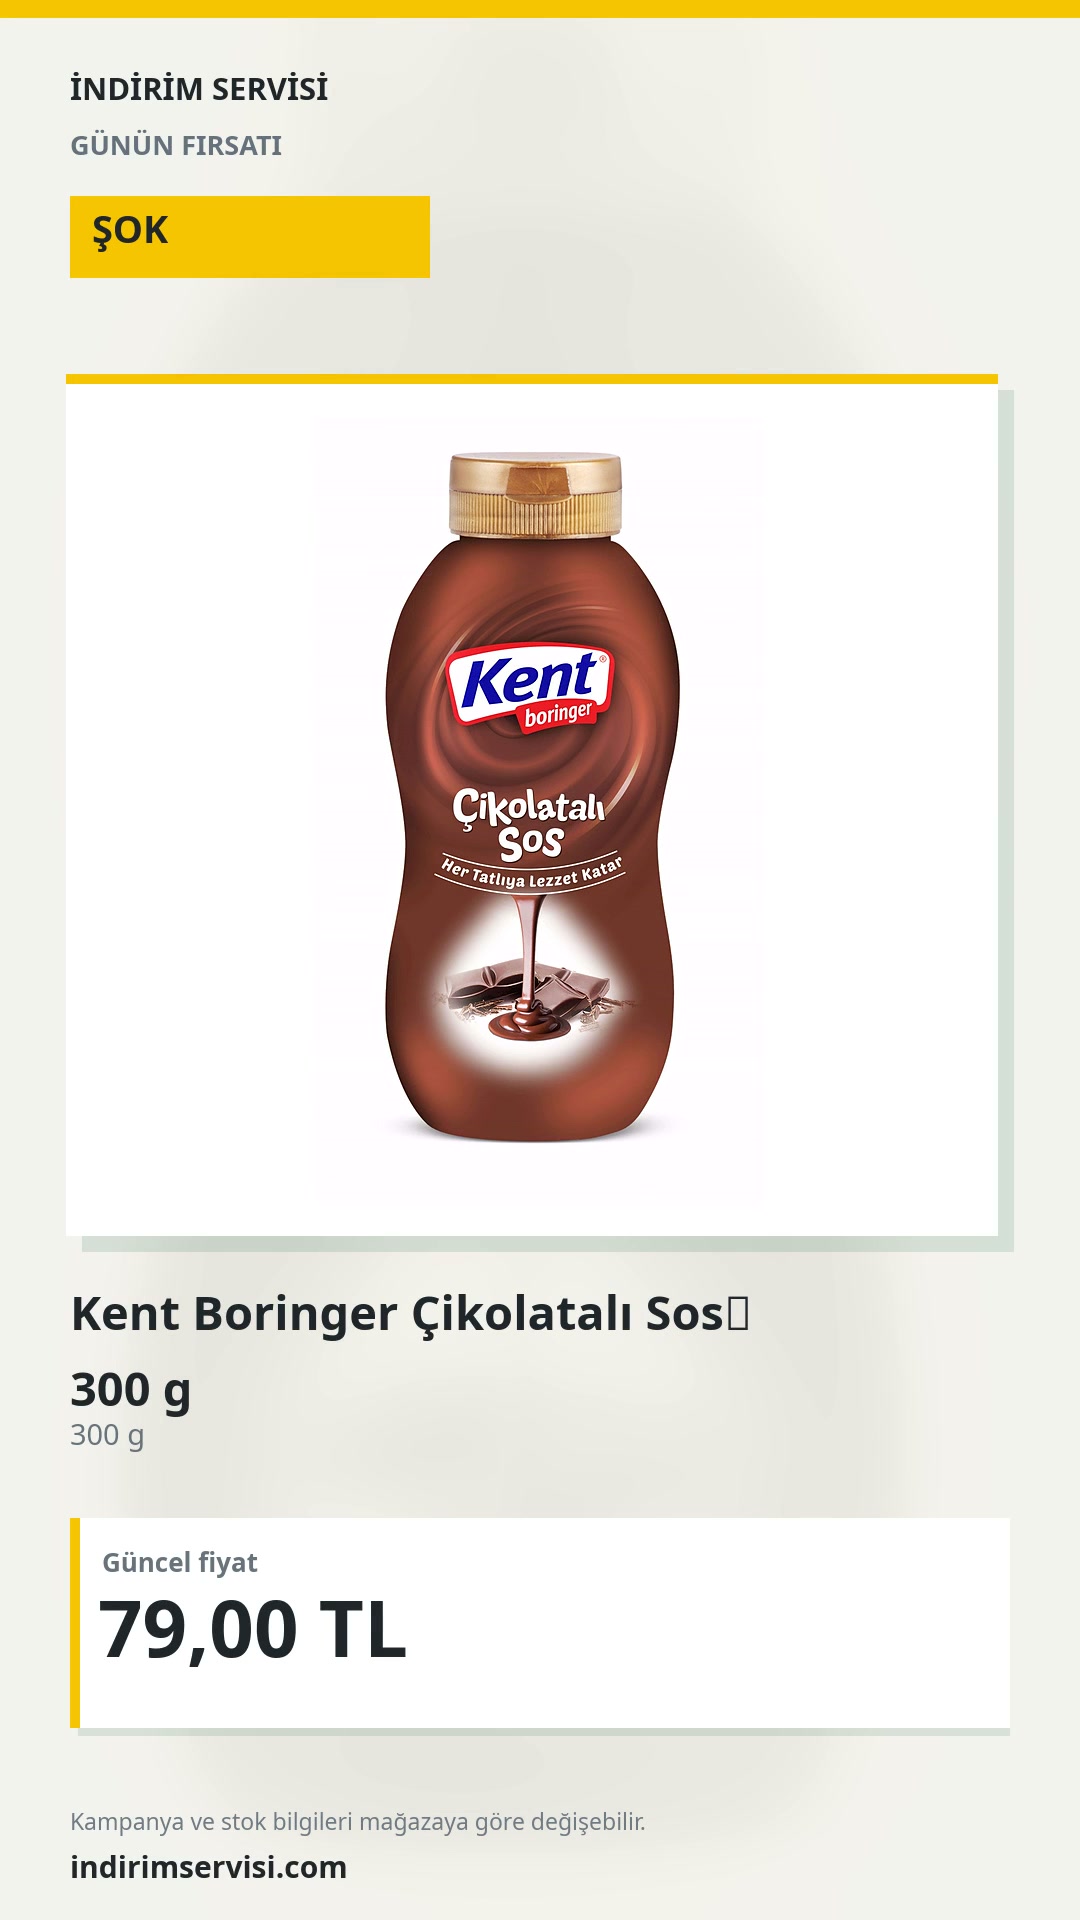 İNDİRİM SERVİSİ
GÜNÜN FIRSATI
ŞOK
Kent®
boringer
Çikolatalı
Sos
Her Tatlıya Lezzet Katar
Kent Boringer Çikolatalı Sos
300 g
300 g
Güncel fiyat
79,00 TL
Kampanya ve stok bilgileri mağazaya göre değişebilir.
indirimservisi.com